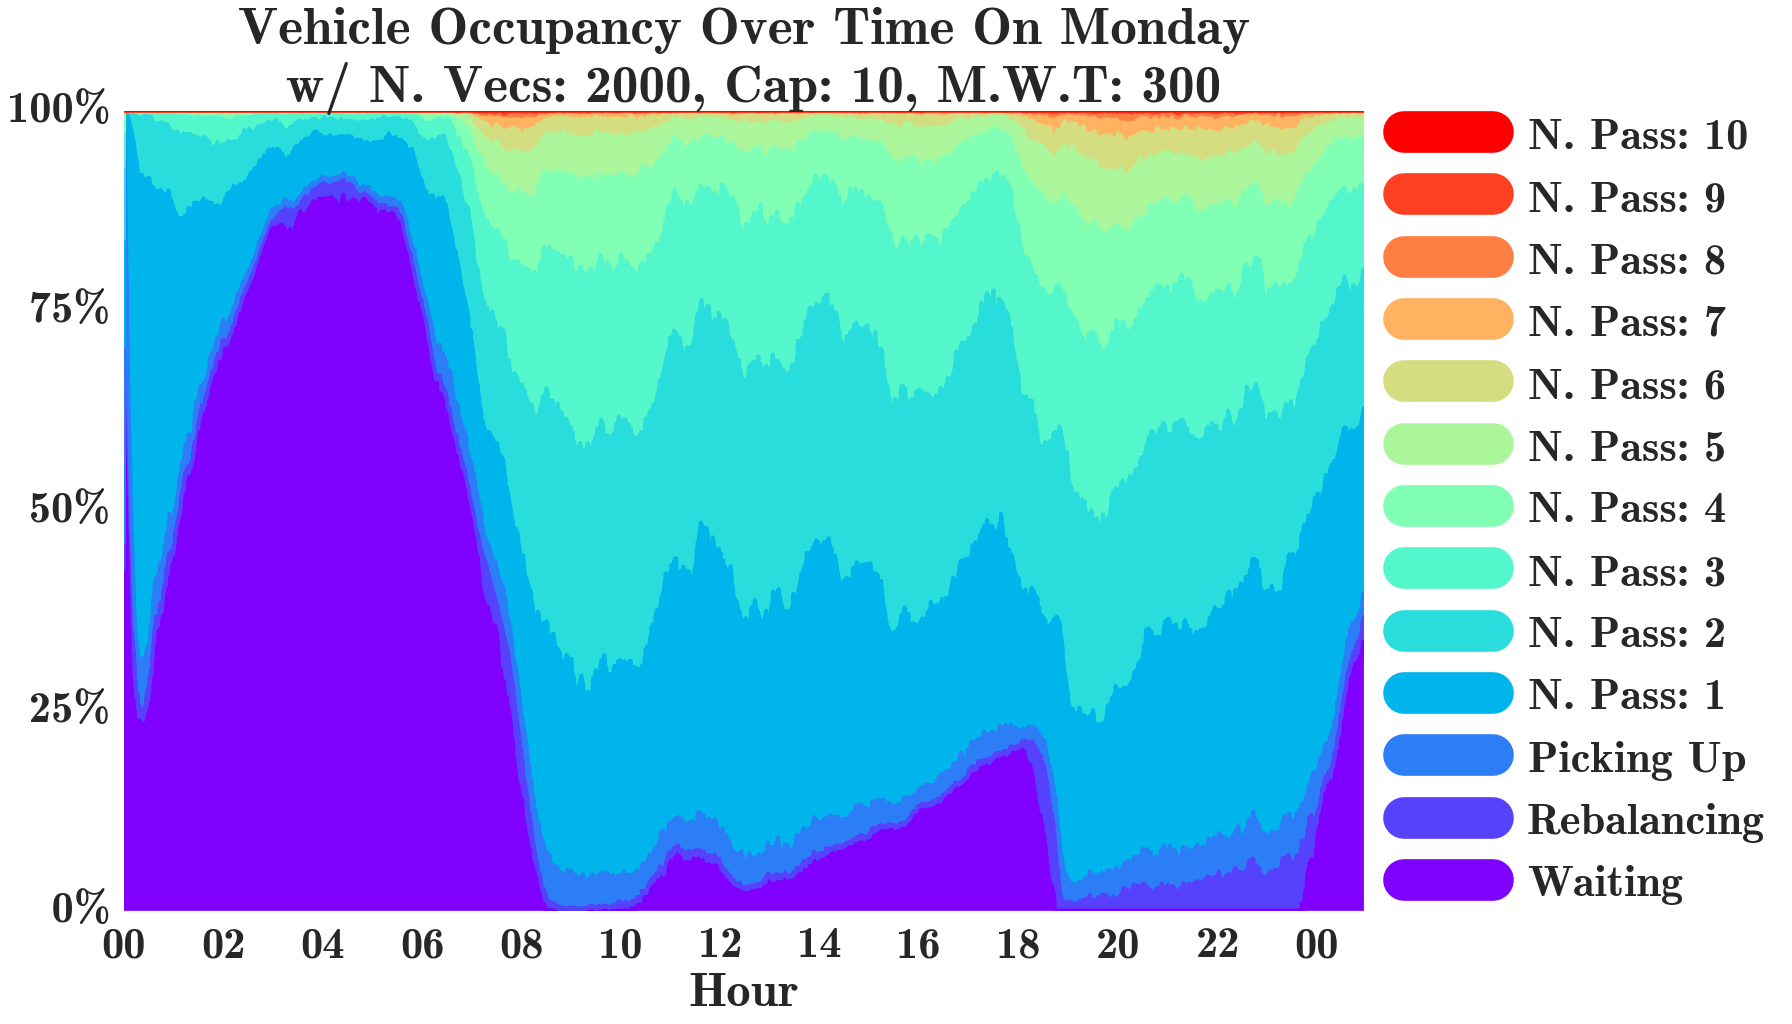 Vehicle Occupancy Over Time On Monday
w/ N. Vecs: 2000, Cap: 10, M.W.T: 300
100%
75%
50%
25%
0%
00 02 04 06 08 10 12 14 16 18 20 22 00
Hour
N. Pass: 10
N. Pass: 9
N. Pass: 8
N. Pass: 7
N. Pass: 6
N. Pass: 5
N. Pass: 4
N. Pass: 3
N. Pass: 2
N. Pass: 1
Picking Up
Rebalancing
Waiting